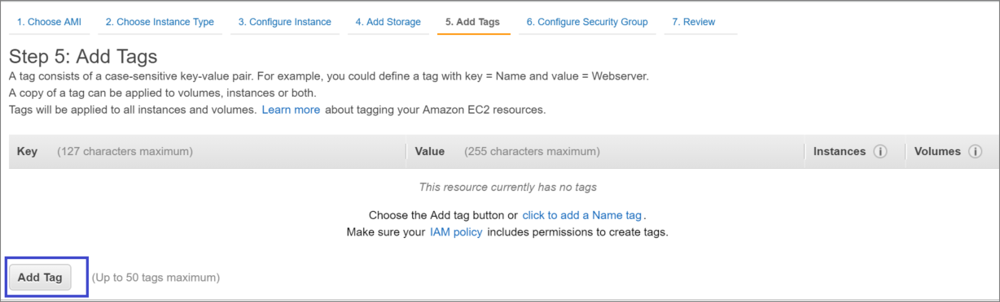 1. Choose AMI 2. Choose Instance Type 3. Configure Instance 4. Add Storage 5. Add Tags 6. Configure Security Group 7. Review
Step 5: Add Tags
A tag consists of a case-sensitive key-value pair. For example, you could define a tag with key = Name and value = Webserver.
A copy of a tag can be applied to volumes, instances or both.
Tags will be applied to all instances and volumes. Learn more about tagging your Amazon EC2 resources.
Key (127 characters maximum) Value (255 characters maximum) Instances i Volumes i
This resource currently has no tags
Choose the Add tag button or click to add a Name tag.
Make sure your IAM policy includes permissions to create tags.
Add Tag (Up to 50 tags maximum)